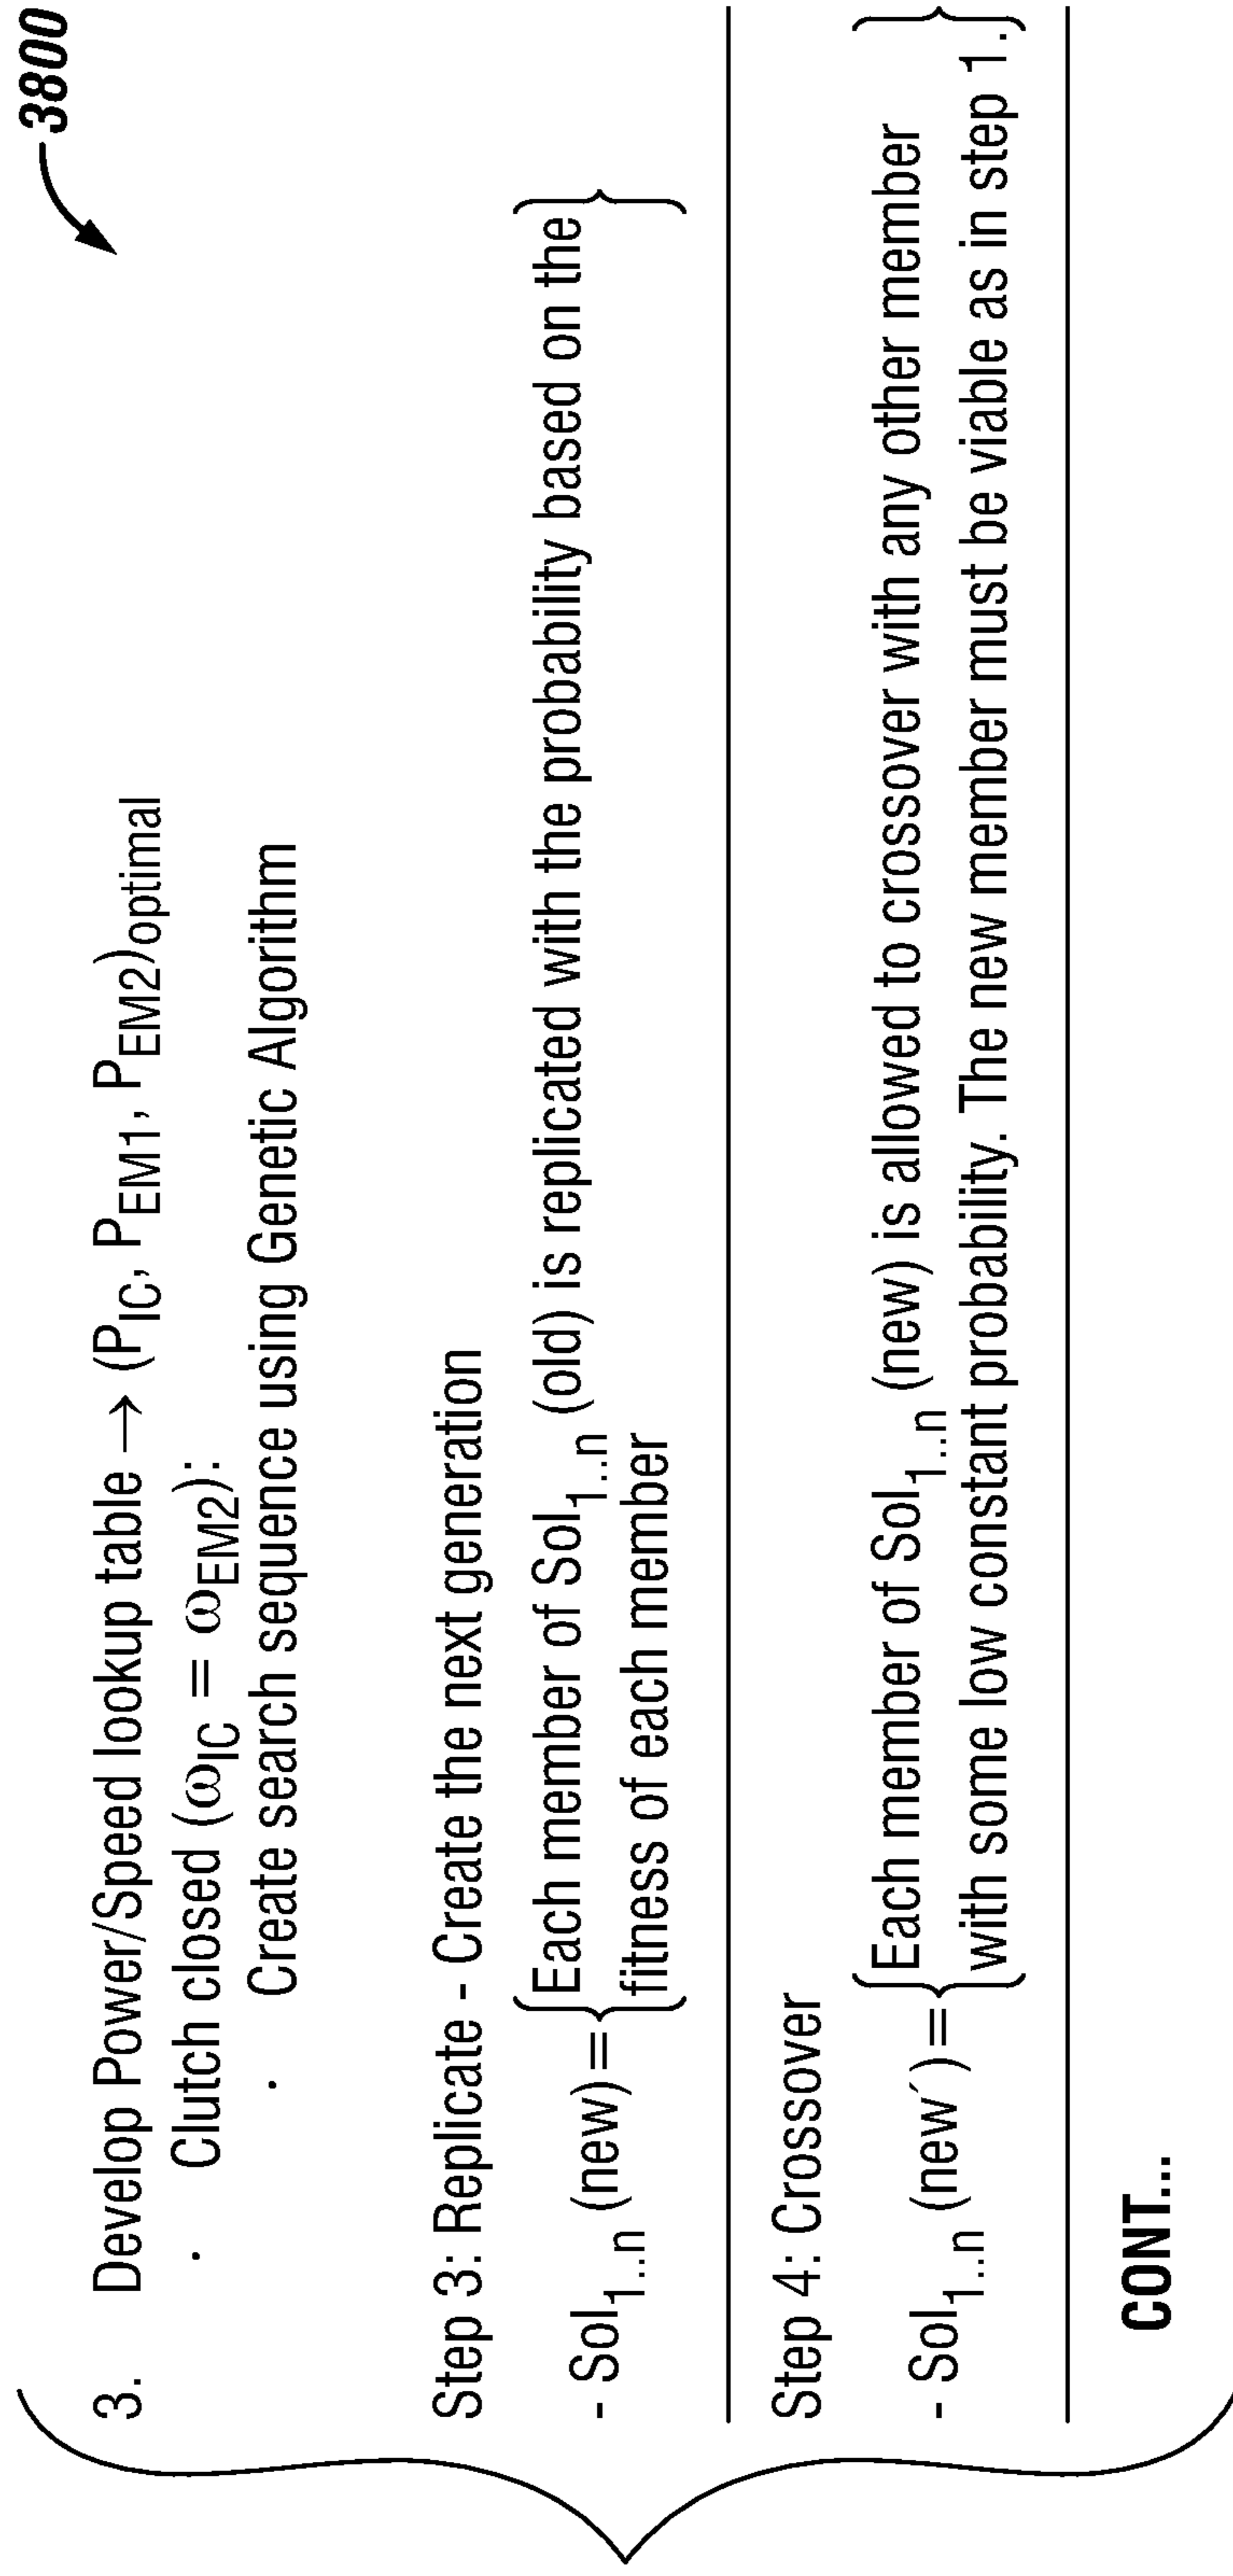 3800
3. Develop Power/Speed lookup table → (P_IC, P_EM1, P_EM2)optimal
· Clutch closed (ω_IC = ω_EM2):
· Create search sequence using Genetic Algorithm
Step 3: Replicate - Create the next generation
- Sol_1..n (new) = {Each member of Sol_1..n (old) is replicated with the probability based on the
fitness of each member}
Step 4: Crossover
- Sol_1..n (new´) = {Each member of Sol_1..n (new) is allowed to crossover with any other member
with some low constant probability. The new member must be viable as in step 1.}
CONT...